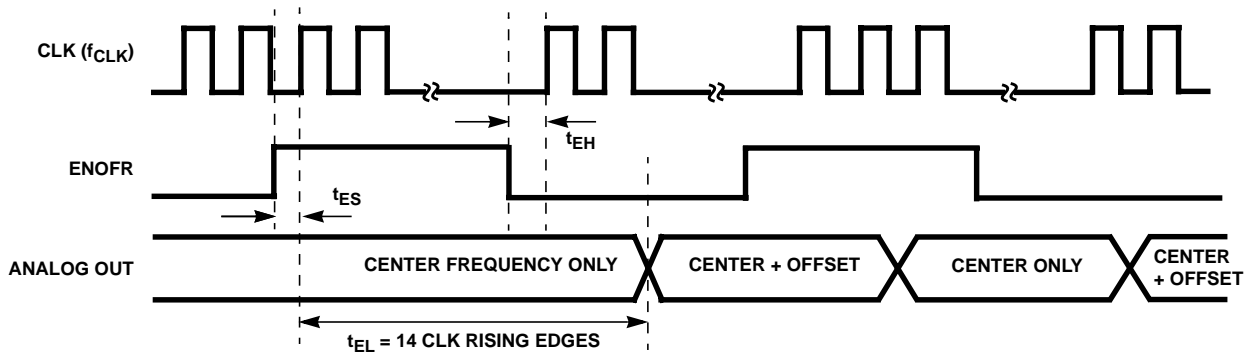 CLK (fCLK)
tEH
ENOFR
tES
ANALOG OUT
CENTER FREQUENCY ONLY
CENTER + OFFSET
CENTER ONLY
CENTER
+ OFFSET
tEL = 14 CLK RISING EDGES